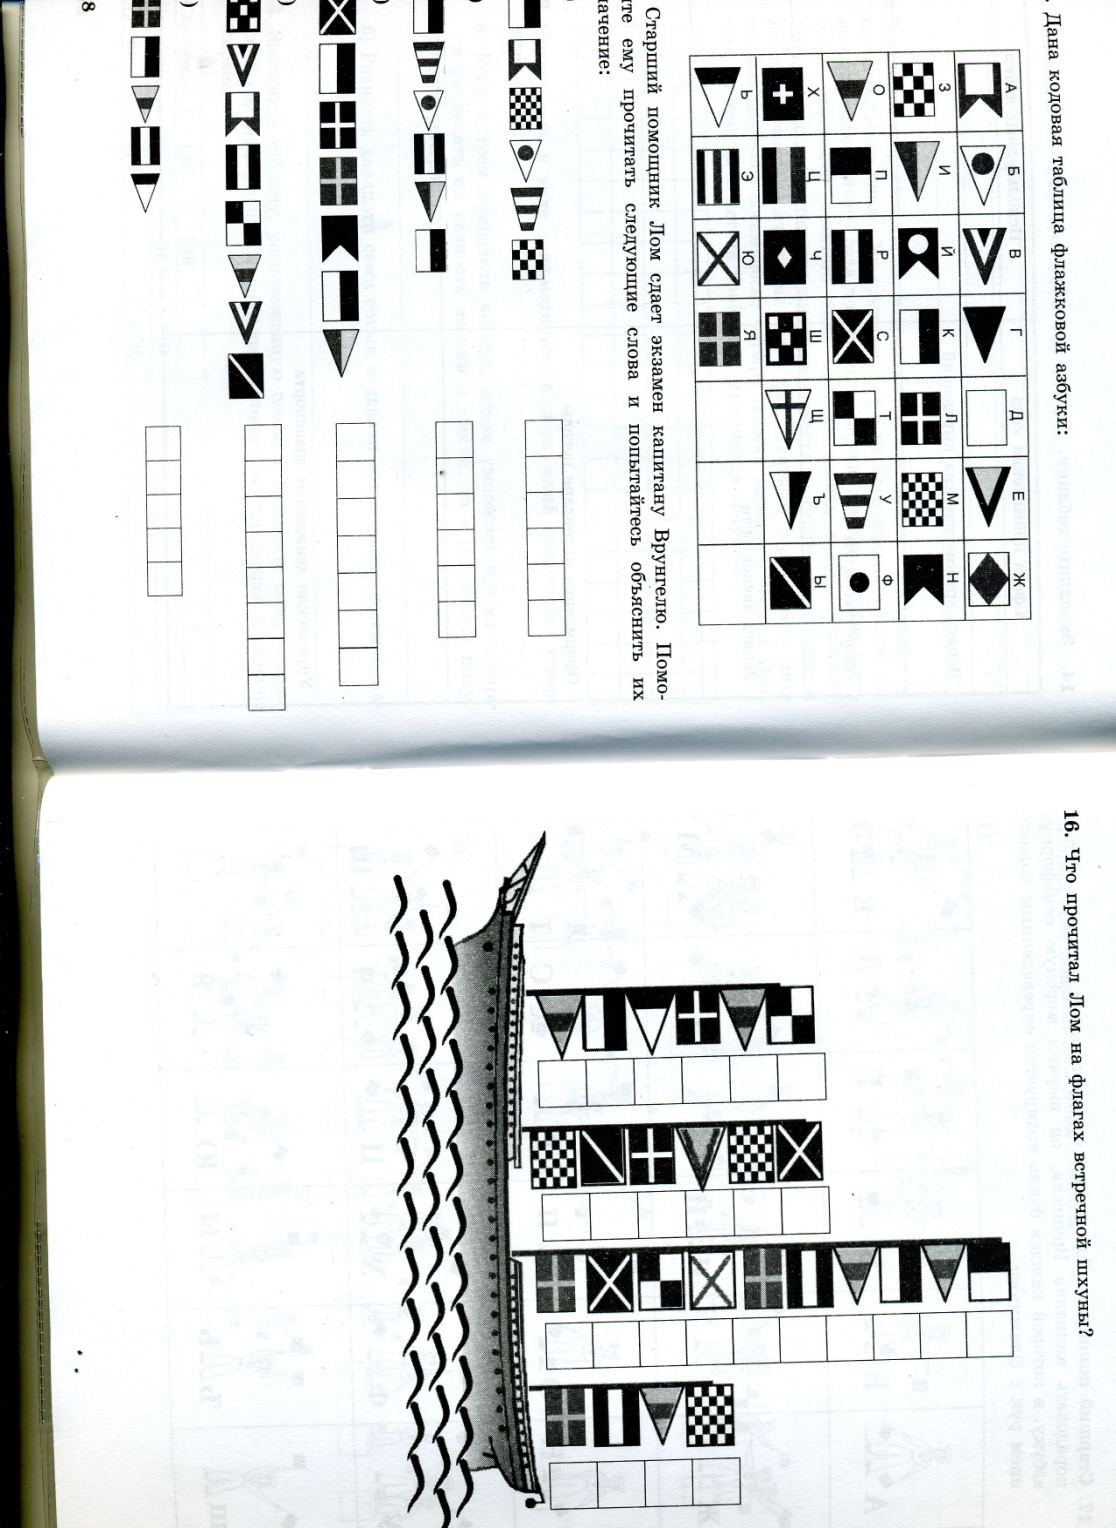 . Дана кодовая таблица флажковой азбуки:
А Б В Г Д Е Ж
З И Й К Л М Н
О П Р С Т У Ф
Х Ц Ч Ш Щ Ъ Ы
Ь Э Ю Я
Старший помощник Лом сдает экзамен капитану Врунгелю. Помо-
те ему прочитать следующие слова и попытайтесь объяснить их
ачение:
)
)
)
)
)
8
16. Что прочитал Лом на флагах встречной шхуны?